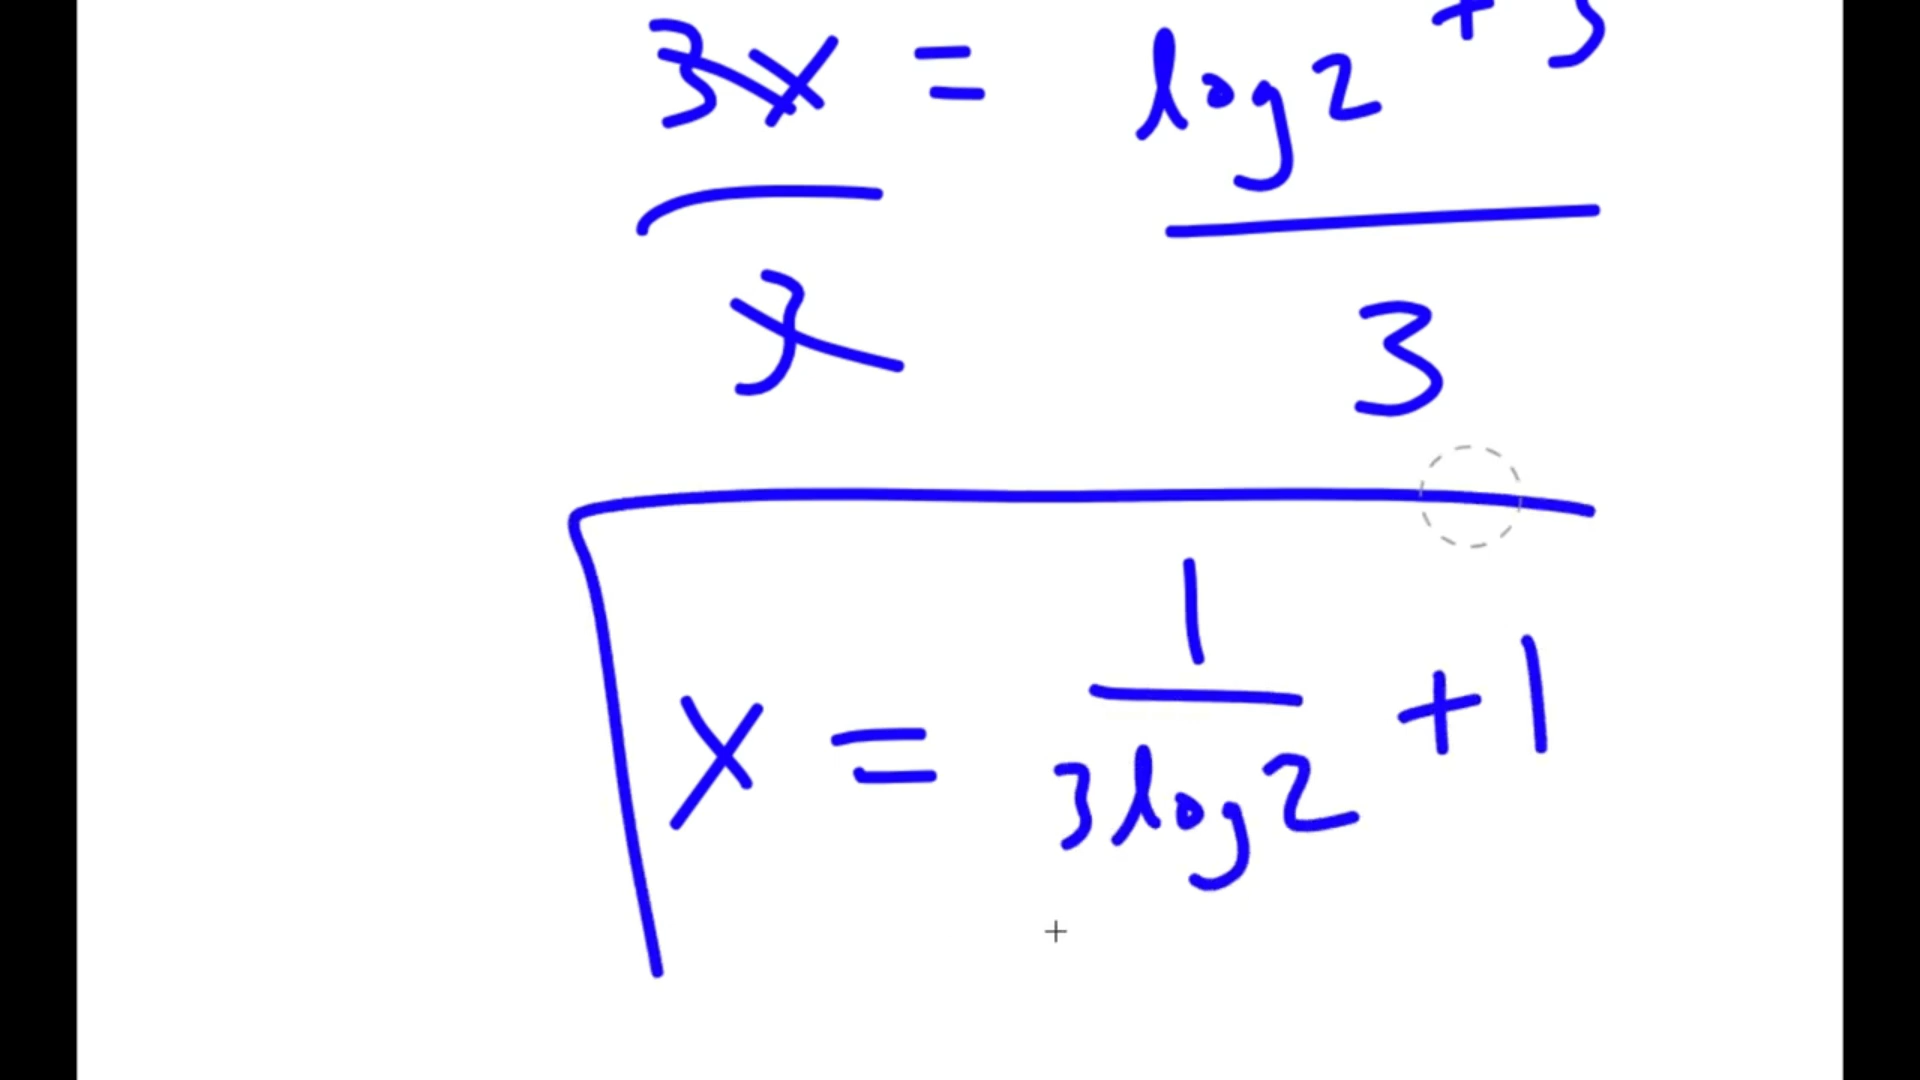 3x = log2 + 3
3 3
x = 1/3log2 + 1